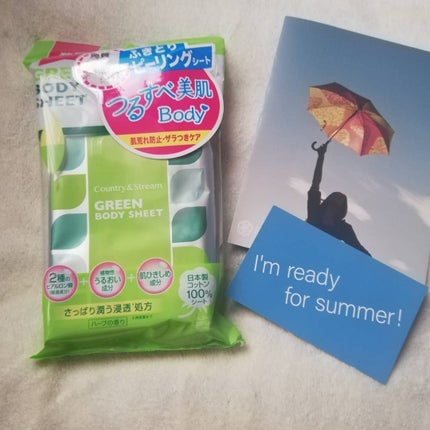 GREEN
BODY
SHEET
ふきとり
ピーリングシート
つるすべ美肌
Body
肌荒れ防止・ザラつきケア
Country & Stream
GREEN
BODY SHEET
2種の
ヒアルロン酸
+
植物性
うるおい
成分
+
肌ひきしめ
成分
日本製
コットン
100%
シート
さっぱり潤う浸透*処方
ハーブの香り
I'm ready
for summer!